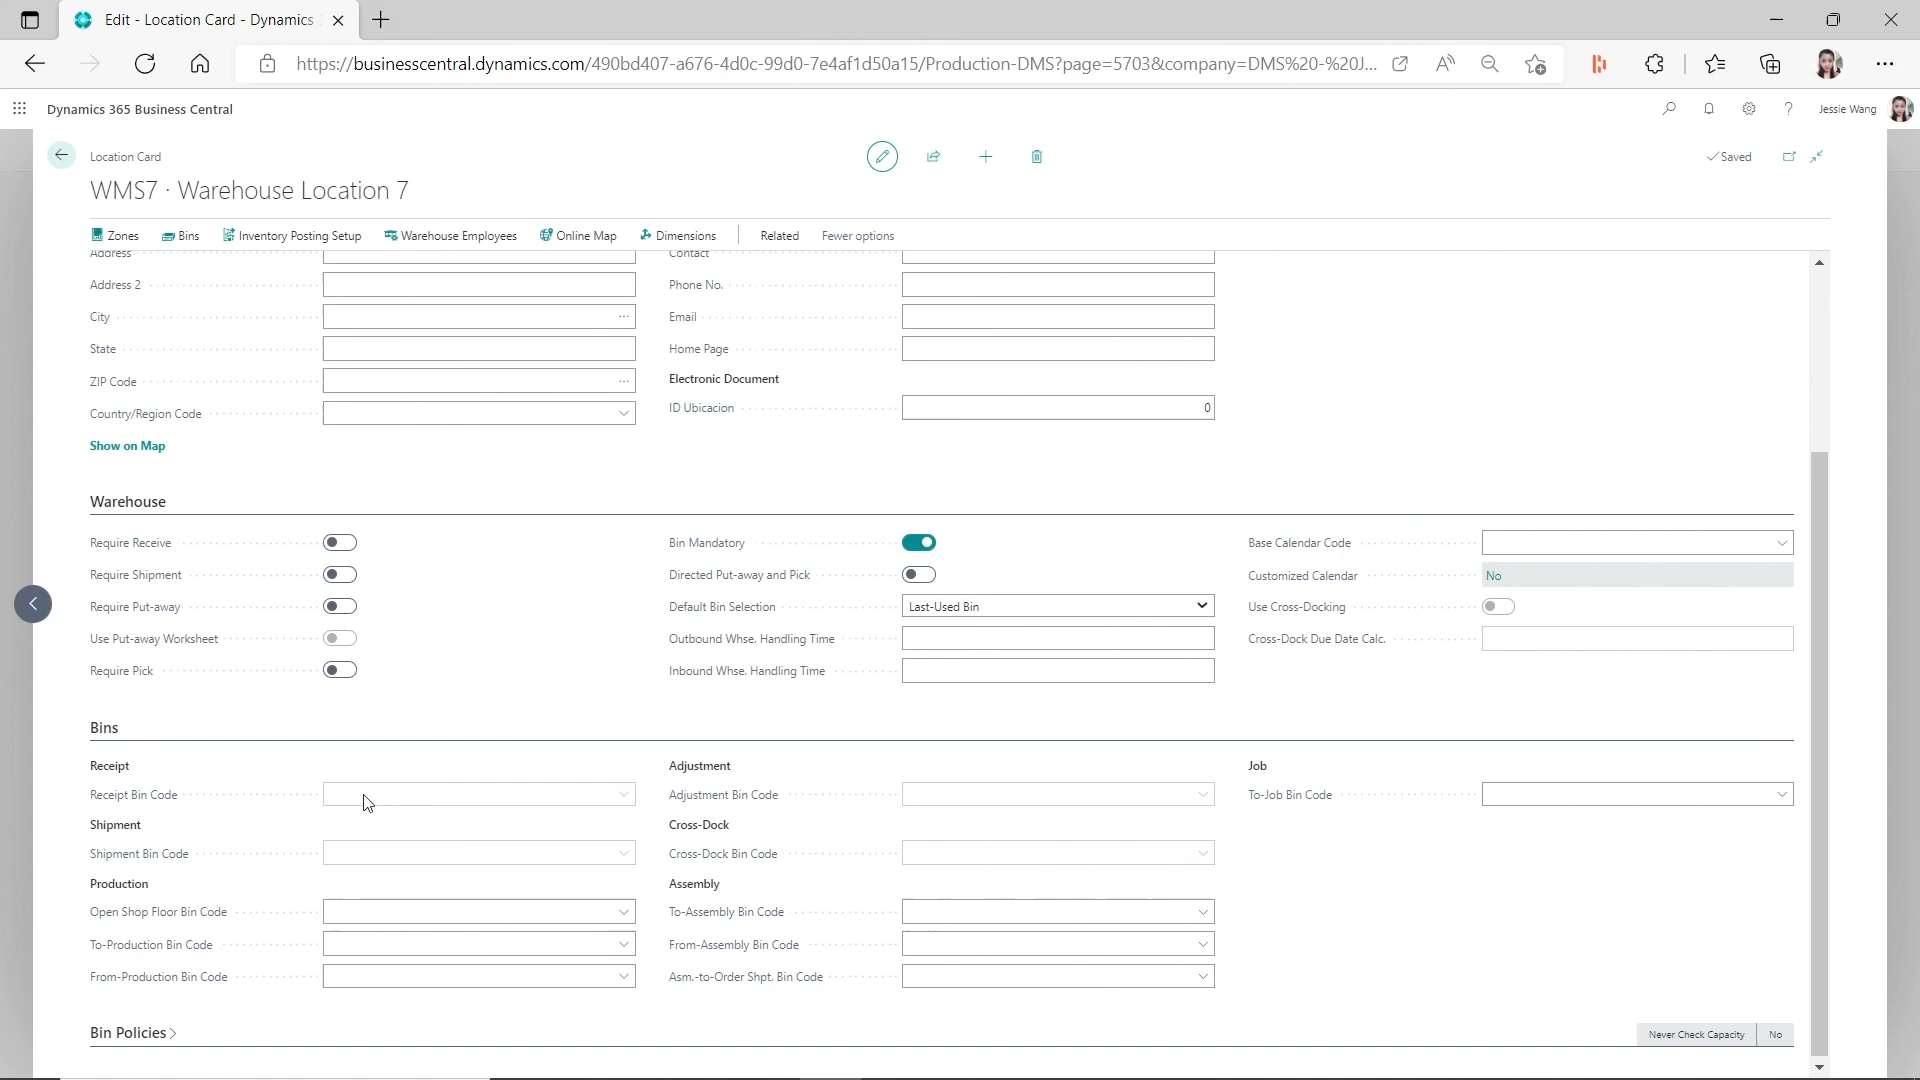 Edit - Location Card - Dynamics
https://businesscentral.dynamics.com/490bd407-a676-4d0c-99d0-7e4af1d50a15/Production-DMS?page=5703&company=DMS%20-%20J...
Dynamics 365 Business Central
Jessie Wang
Location Card
Saved
WMS7 · Warehouse Location 7
Zones Bins Inventory Posting Setup Warehouse Employees Online Map Dimensions Related Fewer options
Address Contact
Address 2 Phone No.
City Email
State Home Page
ZIP Code Electronic Document
Country/Region Code ID Ubicacion 0
Show on Map
Warehouse
Require Receive Bin Mandatory Base Calendar Code
Require Shipment Directed Put-away and Pick Customized Calendar No
Require Put-away Default Bin Selection Last-Used Bin Use Cross-Docking
Use Put-away Worksheet Outbound Whse. Handling Time Cross-Dock Due Date Calc.
Require Pick Inbound Whse. Handling Time
Bins
Receipt Adjustment Job
Receipt Bin Code Adjustment Bin Code To-Job Bin Code
Shipment Cross-Dock
Shipment Bin Code Cross-Dock Bin Code
Production Assembly
Open Shop Floor Bin Code To-Assembly Bin Code
To-Production Bin Code From-Assembly Bin Code
From-Production Bin Code Asm.-to-Order Shpt. Bin Code
Bin Policies > Never Check Capacity No